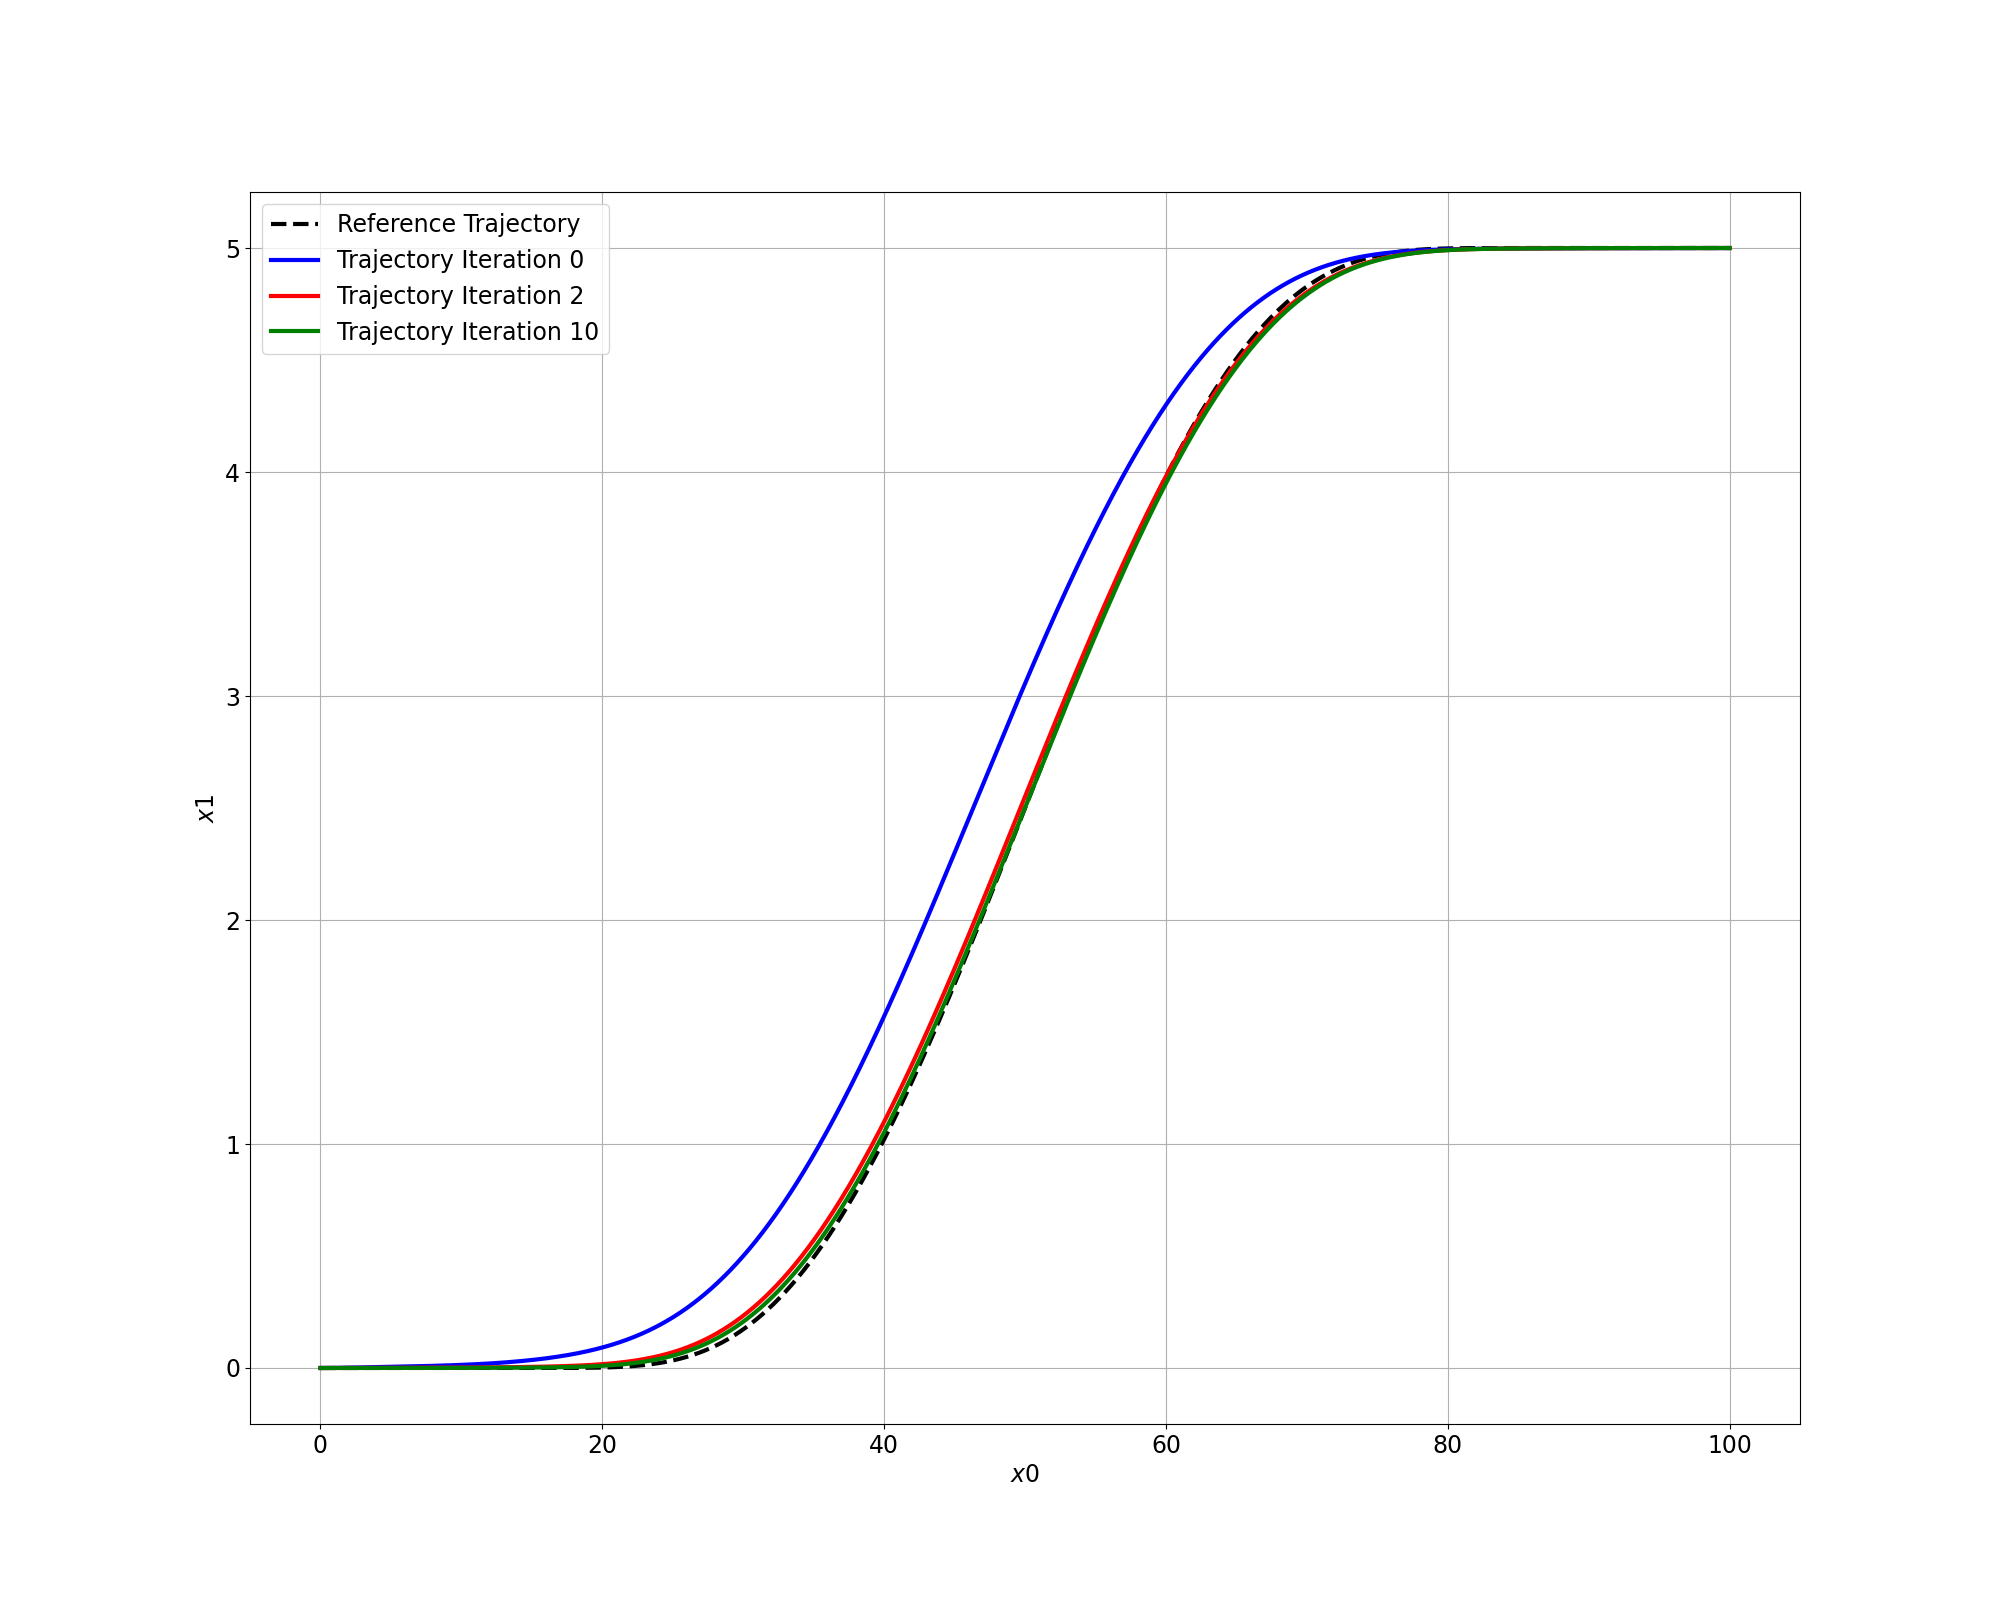 Reference Trajectory
Trajectory Iteration 0
Trajectory Iteration 2
Trajectory Iteration 10
5
4
3
2
1
0
x1
0 20 40 60 80 100
x0